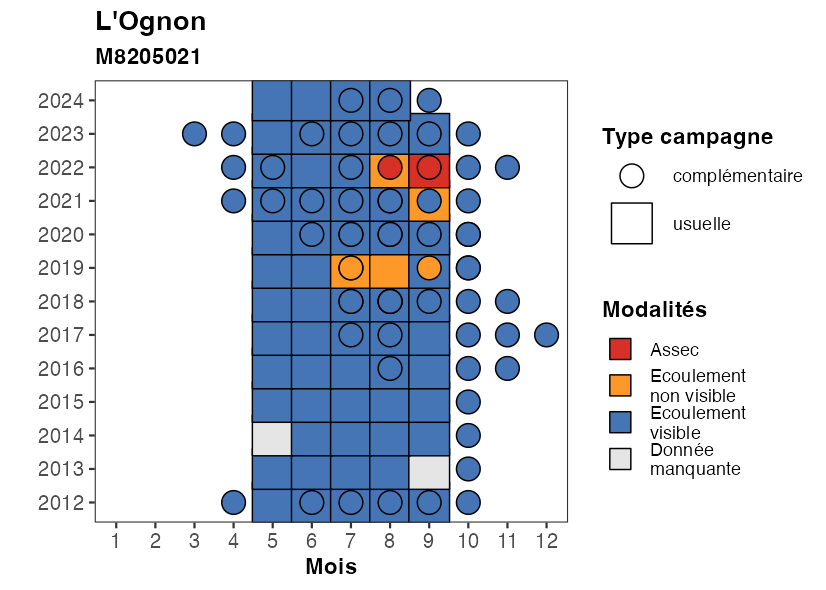 L'Ognon
M8205021
2024
2023
2022
2021
2020
2019
2018
2017
2016
2015
2014
2013
2012
1 2 3 4 5 6 7 8 9 10 11 12
Mois
Type campagne
complémentaire
usuelle
Modalités
Assec
Ecoulement
non visible
Ecoulement
visible
Donnée
manquante